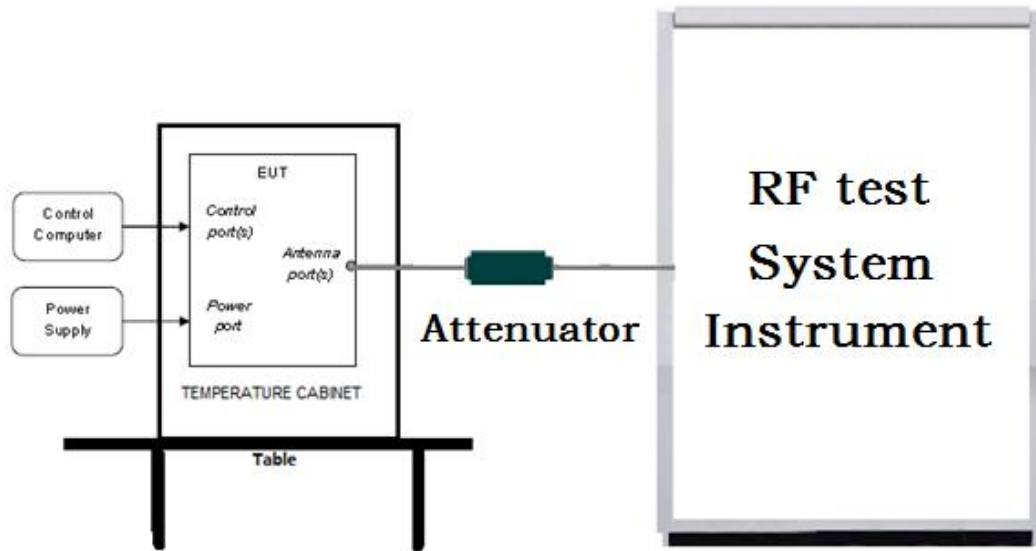 EUT
Control
Computer
Control
port(s)
Antenna
port(s)
Power
Supply
Power
port
TEMPERATURE CABINET
Table
Attenuator
RF test
System
Instrument